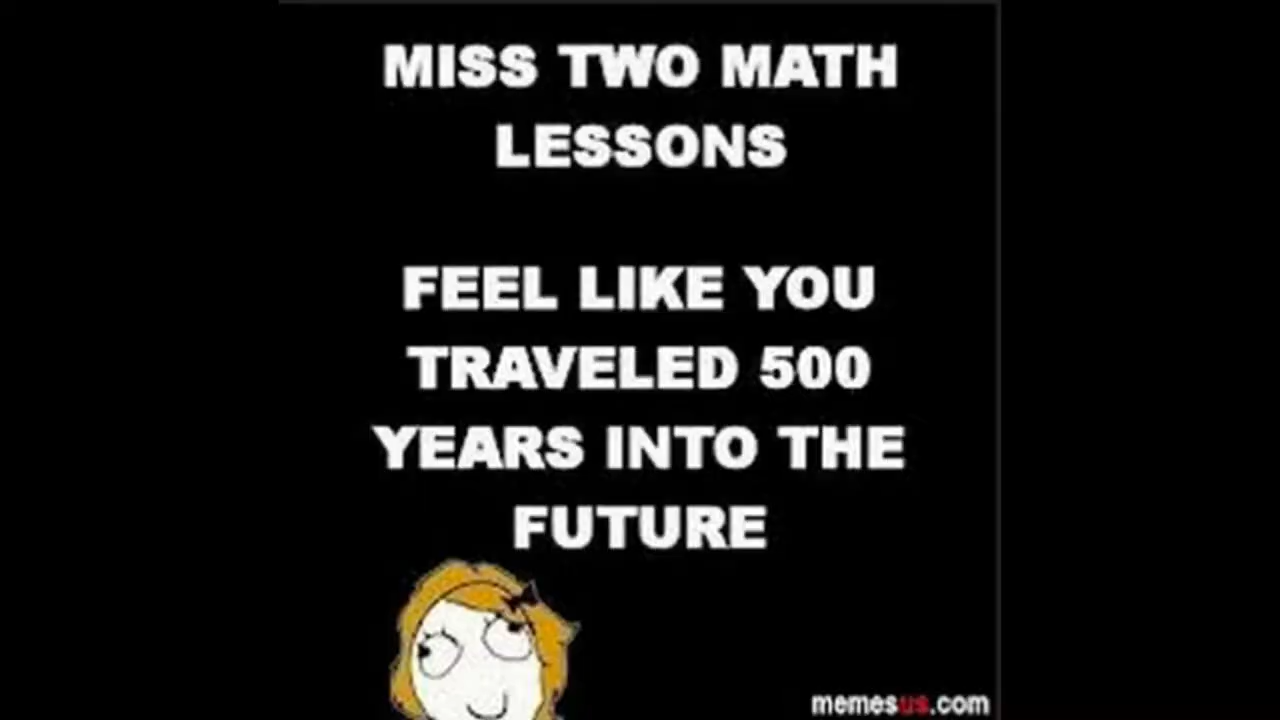 MISS TWO MATH
LESSONS
FEEL LIKE YOU
TRAVELED 500
YEARS INTO THE
FUTURE
memesus.com